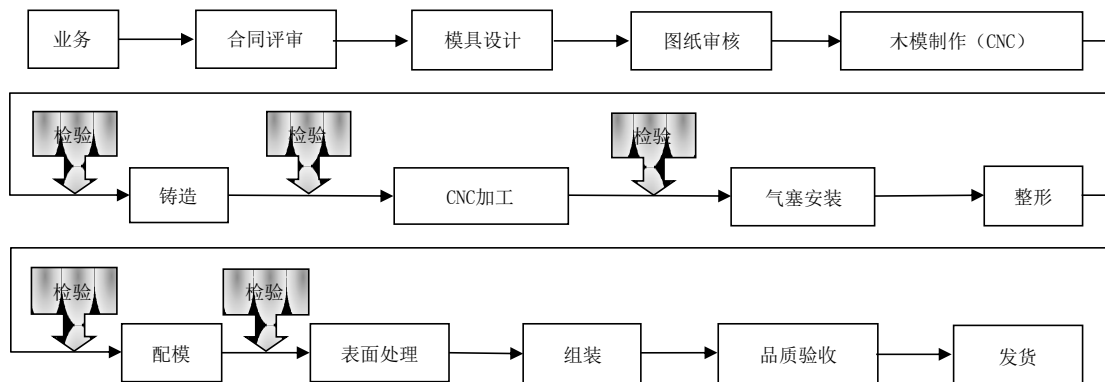 业务
合同评审
模具设计
图纸审核
木模制作（CNC）
检验
检验
检验
铸造
CNC加工
气塞安装
整形
检验
检验
配模
表面处理
组装
品质验收
发货